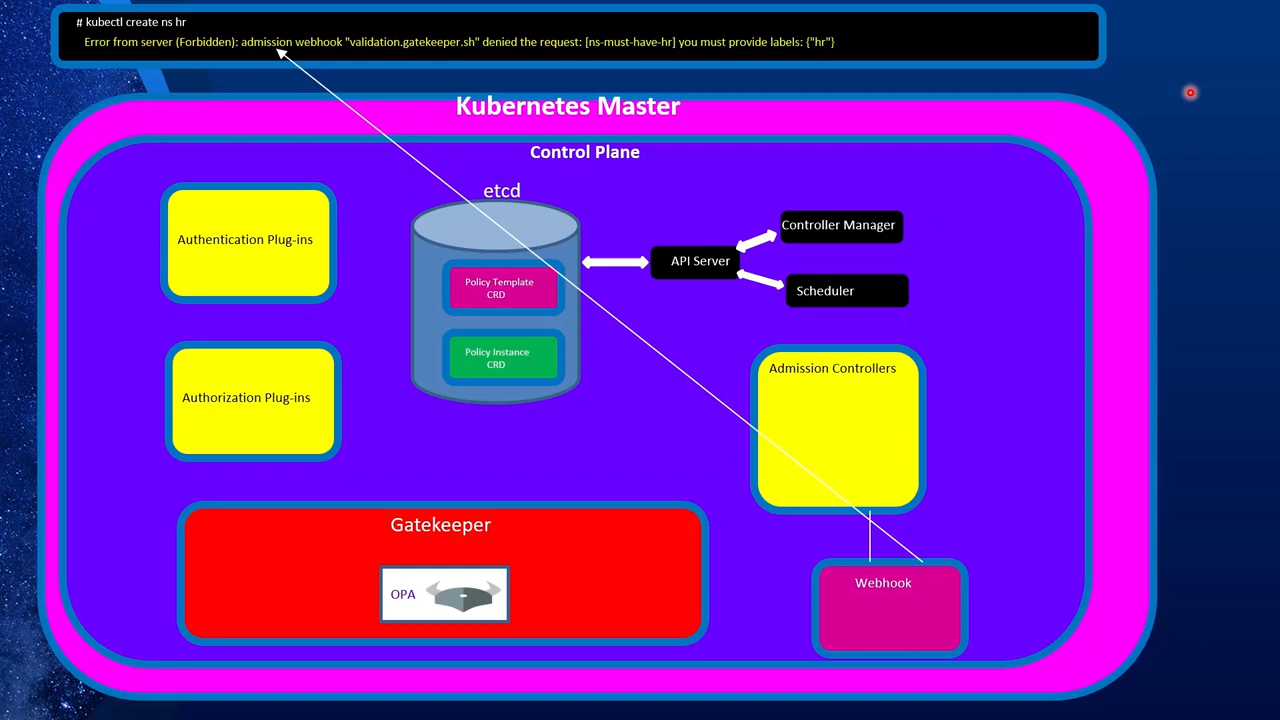 # kubectl create ns hr
Error from server (Forbidden): admission webhook "validation.gatekeeper.sh" denied the request: [ns-must-have-hr] you must provide labels: {"hr"}
Kubernetes Master
Control Plane
etcd
Authentication Plug-ins
Controller Manager
API Server
Policy Template
CRD
Scheduler
Policy Instance
CRD
Admission Controllers
Authorization Plug-ins
Gatekeeper
OPA
Webhook